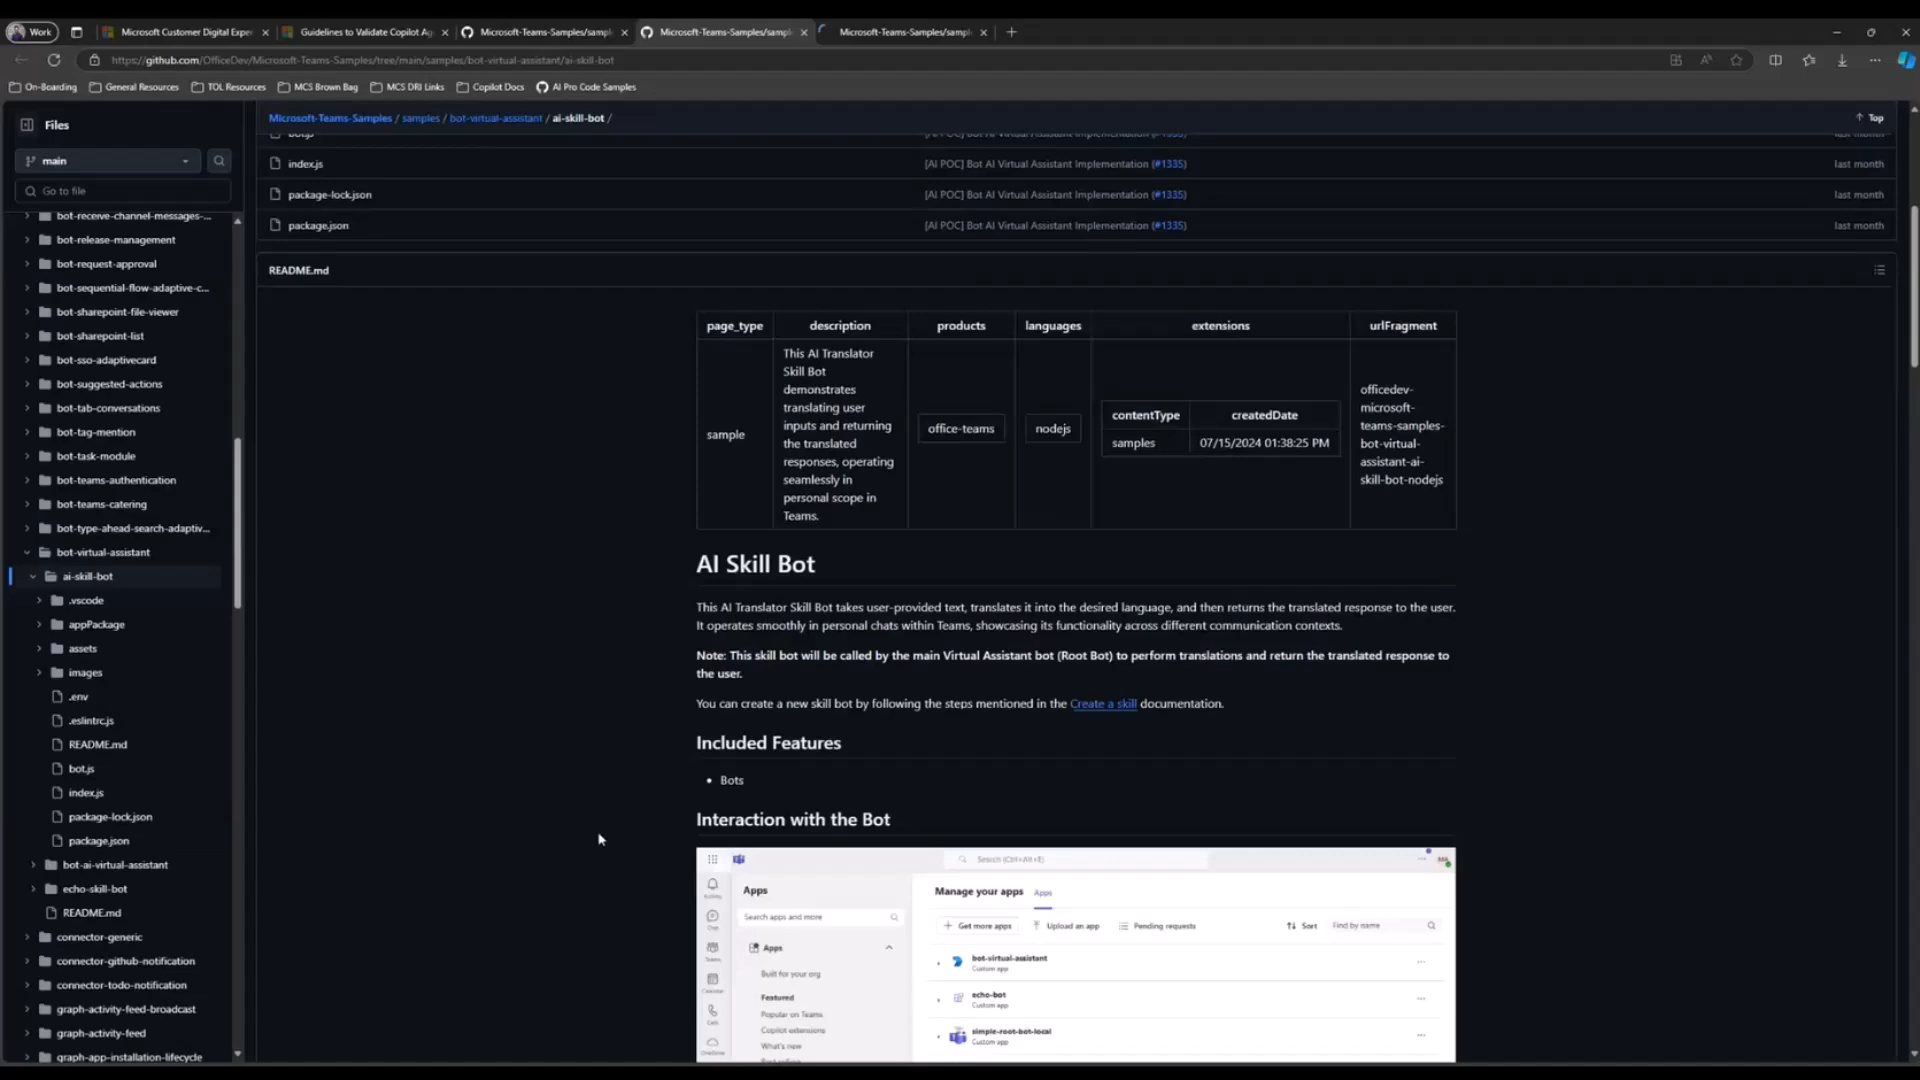 Work
Microsoft Customer Digital Exper
Guidelines to Validate Copilot Ag
Microsoft-Teams-Samples/sampl
Microsoft-Teams-Samples/sampl
Microsoft-Teams-Samples/sampl
https://github.com/OfficeDev/Microsoft-Teams-Samples/tree/main/samples/bot-virtual-assistant/ai-skill-bot
On-Boarding
General Resources
TOL Resources
MCS Brown Bag
MCS DRI Links
Copilot Docs
AI Pro Code Samples
Files
main
Go to file
bot-receive-channel-messages-...
bot-release-management
bot-request-approval
bot-sequential-flow-adaptive-c...
bot-sharepoint-file-viewer
bot-sharepoint-list
bot-sso-adaptivecard
bot-suggested-actions
bot-tab-conversations
bot-tag-mention
bot-task-module
bot-teams-authentication
bot-teams-catering
bot-type-ahead-search-adaptiv...
bot-virtual-assistant
ai-skill-bot
.vscode
appPackage
assets
images
.env
.eslintrc.js
README.md
bot.js
index.js
package-lock.json
package.json
bot-ai-virtual-assistant
echo-skill-bot
README.md
connector-generic
connector-github-notification
connector-todo-notification
graph-activity-feed-broadcast
graph-activity-feed
graph-app-installation-lifecycle
Microsoft-Teams-Samples / samples / bot-virtual-assistant / ai-skill-bot /
Top
bot.js [AI POC] Bot AI Virtual Assistant Implementation (#1335) last month
index.js [AI POC] Bot AI Virtual Assistant Implementation (#1335) last month
package-lock.json [AI POC] Bot AI Virtual Assistant Implementation (#1335) last month
package.json [AI POC] Bot AI Virtual Assistant Implementation (#1335) last month
README.md
page_type description products languages extensions urlFragment
sample
This AI Translator
Skill Bot
demonstrates
translating user
inputs and returning
the translated
responses, operating
seamlessly in
personal scope in
Teams.
office-teams
nodejs
contentType createdDate
samples 07/15/2024 01:38:25 PM
officedev-
microsoft-
teams-samples-
bot-virtual-
assistant-ai-
skill-bot-nodejs
AI Skill Bot
This AI Translator Skill Bot takes user-provided text, translates it into the desired language, and then returns the translated response to the user.
It operates smoothly in personal chats within Teams, showcasing its functionality across different communication contexts.
Note: This skill bot will be called by the main Virtual Assistant bot (Root Bot) to perform translations and return the translated response to
the user.
You can create a new skill bot by following the steps mentioned in the Create a skill documentation.
Included Features
Bots
Interaction with the Bot
Search (Ctrl+Alt+E)
Activity
Chat
Teams
Calendar
Calls
OneDrive
Apps
Search apps and more
Apps
Built for your org
Featured
Popular on Teams
Copilot extensions
What's new
Manage your apps
Apps
Get more apps
Upload an app
Pending requests
Sort
Find by name
bot-virtual-assistant
Custom app
echo-bot
Custom app
simple-root-bot-local
Custom app